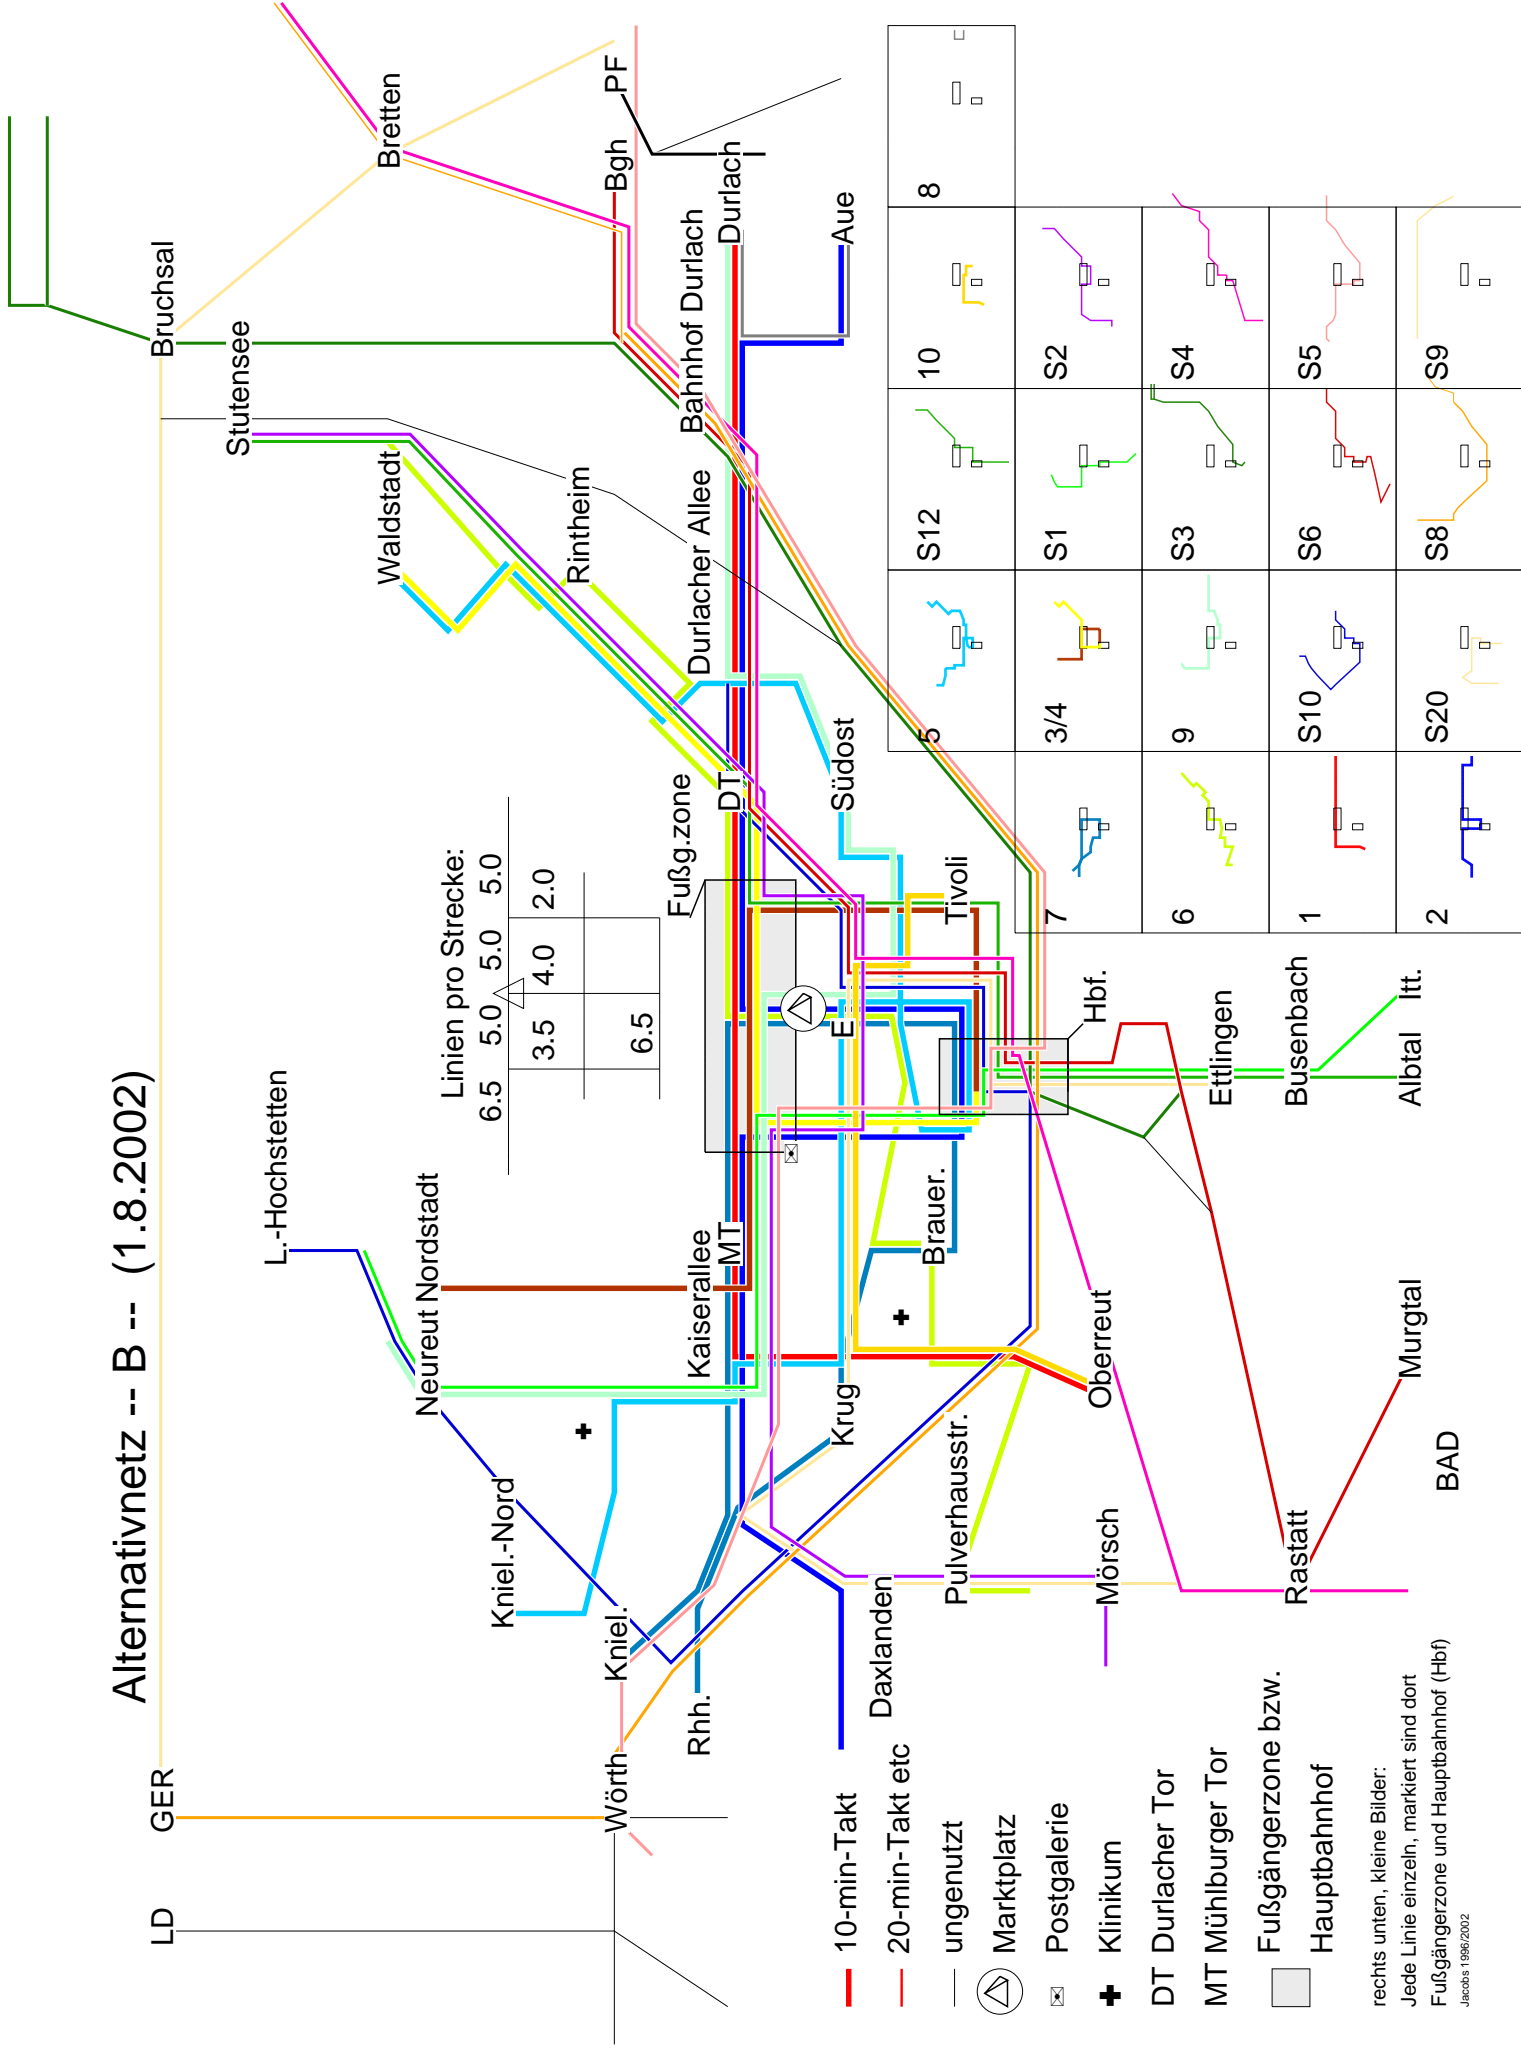 Alternativnetz -- B -- (1.8.2002)
LD
GER
Bruchsal
Stutensee
Bretten
L.-Hochstetten
Waldstadt
Neureut Nordstadt
Linien pro Strecke:
6.5 5.0 5.0 5.0
3.5 4.0 2.0
6.5
Kniel.-Nord
Rintheim
Wörth
Kniel.
Bgh
PF
Rhh.
Kaiserallee
Fußg.zone
Durlacher Allee
Bahnhof Durlach
MT
DT
Durlach
Krug
E
Südost
Aue
Daxlanden
Pulverhausstr.
Brauer.
Tivoli
Mörsch
Oberreut
Hbf.
Ettlingen
Rastatt
Busenbach
Murgtal
Albtal
Itt.
BAD
10-min-Takt
20-min-Takt etc
ungenutzt
Marktplatz
Postgalerie
Klinikum
DT Durlacher Tor
MT Mühlburger Tor
Fußgängerzone bzw.
Hauptbahnhof
rechts unten, kleine Bilder:
Jede Linie einzeln, markiert sind dort
Fußgängerzone und Hauptbahnhof (Hbf)
Jacobs 1996/2002
5
S12
10
8
7
3/4
S1
S2
6
9
S3
S4
1
S10
S6
S5
2
S20
S8
S9